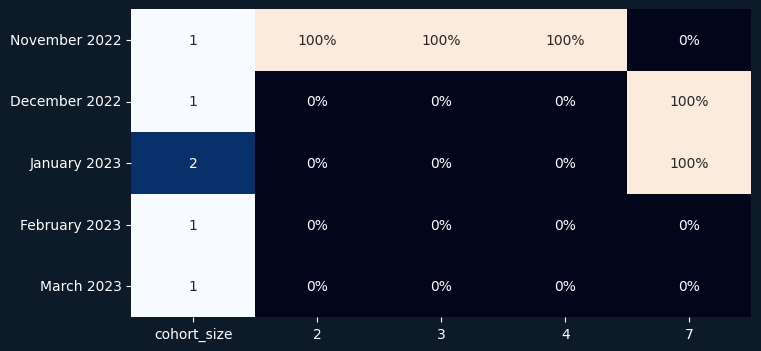 November 2022 1 100% 100% 100% 0%
December 2022 1 0% 0% 0% 100%
January 2023 2 0% 0% 0% 100%
February 2023 1 0% 0% 0% 0%
March 2023 1 0% 0% 0% 0%
cohort_size 2 3 4 7